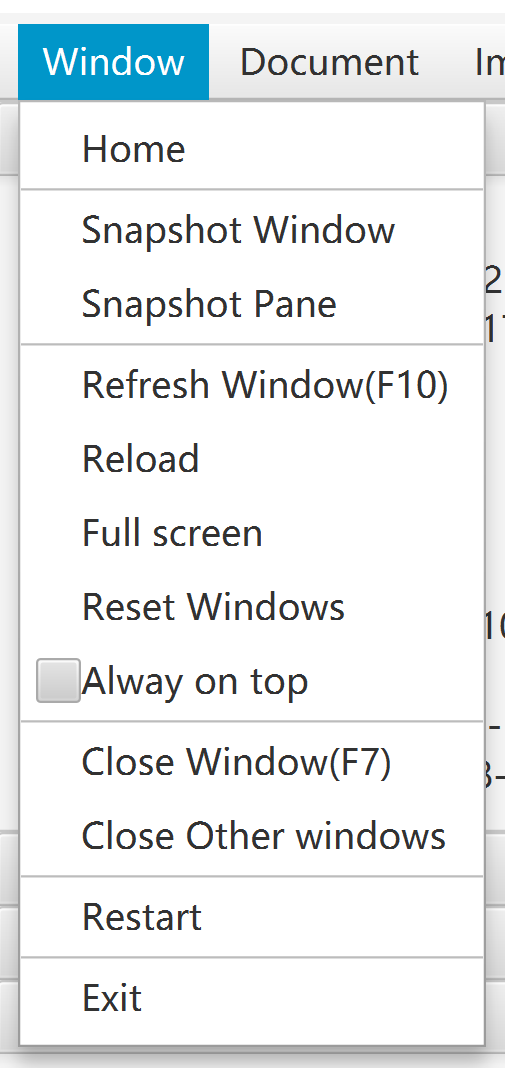 Window Document Im
Home
Snapshot Window
Snapshot Pane
Refresh Window(F10)
Reload
Full screen
Reset Windows
Alway on top
Close Window(F7)
Close Other windows
Restart
Exit